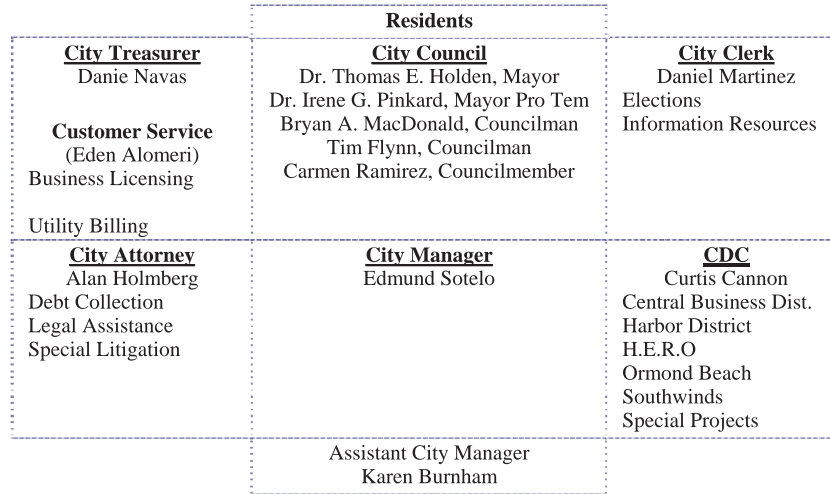 Residents
City Treasurer
Danie Navas
Customer Service
(Eden Alomeri)
Business Licensing
Utility Billing
City Council
Dr. Thomas E. Holden, Mayor
Dr. Irene G. Pinkard, Mayor Pro Tem
Bryan A. MacDonald, Councilman
Tim Flynn, Councilman
Carmen Ramirez, Councilmember
City Clerk
Daniel Martinez
Elections
Information Resources
City Attorney
Alan Holmberg
Debt Collection
Legal Assistance
Special Litigation
City Manager
Edmund Sotelo
CDC
Curtis Cannon
Central Business Dist.
Harbor District
H.E.R.O
Ormond Beach
Southwinds
Special Projects
Assistant City Manager
Karen Burnham